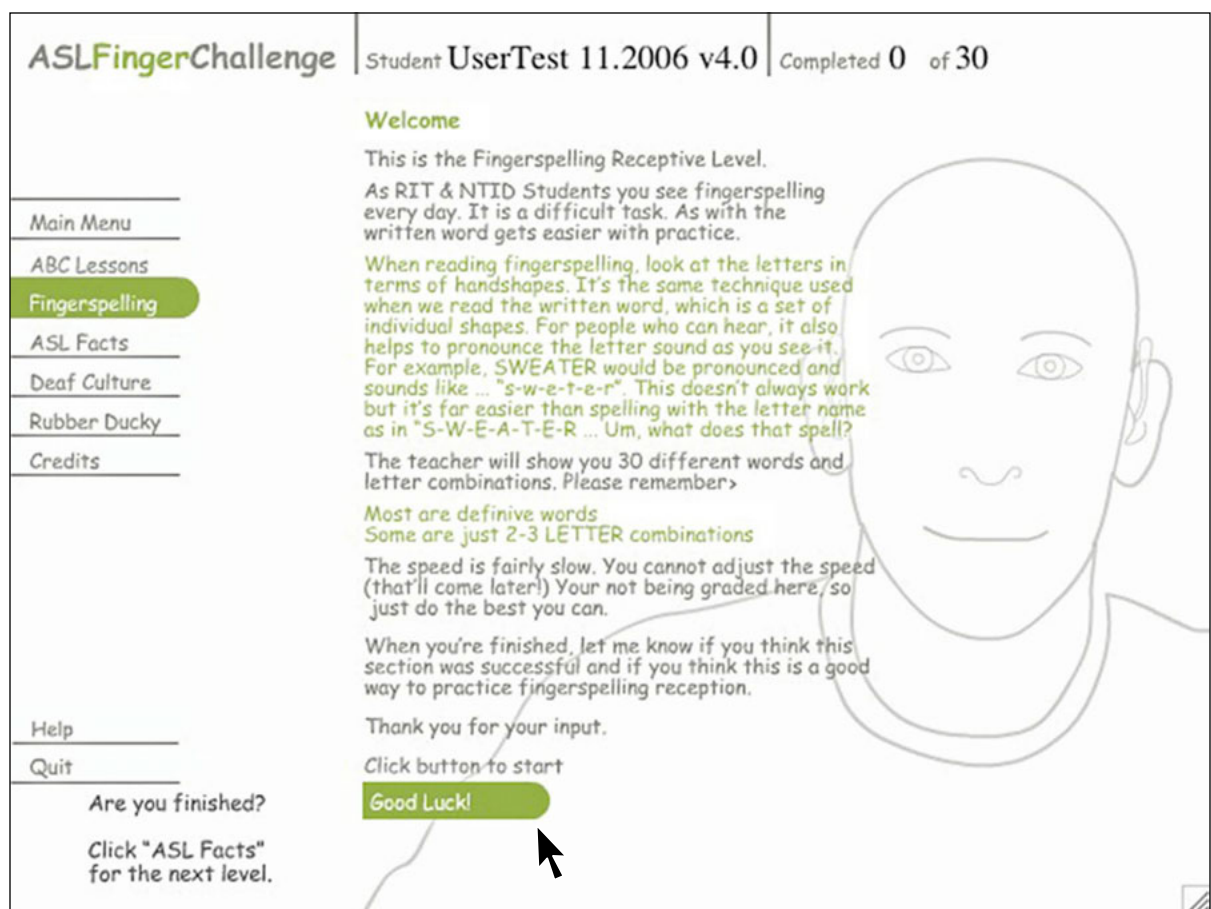 ASLFingerChallenge
Student UserTest 11.2006 v4.0
Completed 0 of 30
Main Menu
ABC Lessons
Fingerspelling
ASL Facts
Deaf Culture
Rubber Ducky
Credits
Help
Quit
Are you finished?
Click "ASL Facts"
for the next level.
Welcome
This is the Fingerspelling Receptive Level.
As RIT & NTID Students you see fingerspelling
every day. It is a difficult task. As with the
written word gets easier with practice.
When reading fingerspelling, look at the letters in
terms of handshapes. It's the same technique used
when we read the written word, which is a set of
individual shapes. For people who can hear, it also
helps to pronounce the letter sound as you see it.
For example, SWEATER would be pronounced and
sounds like ... "s-w-e-t-e-r". This doesn't always work
but it's far easier than spelling with the letter name
as in "S-W-E-A-T-E-R ... Um, what does that spell?
The teacher will show you 30 different words and
letter combinations. Please remember>
Most are definive words
Some are just 2-3 LETTER combinations
The speed is fairly slow. You cannot adjust the speed
(that'll come later!) Your not being graded here, so
just do the best you can.
When you're finished, let me know if you think this
section was successful and if you think this is a good
way to practice fingerspelling reception.
Thank you for your input.
Click button to start
Good Luck!